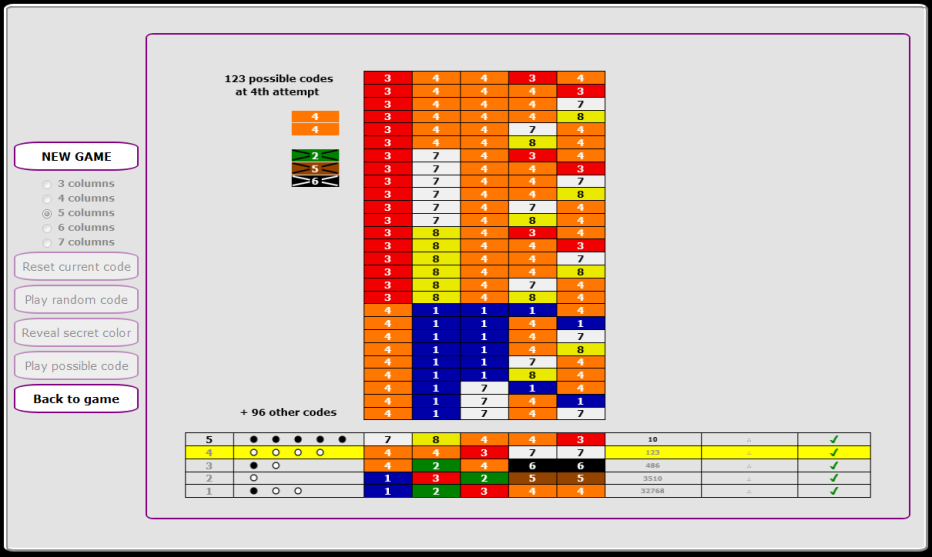 NEW GAME
3 columns
4 columns
5 columns
6 columns
7 columns
Reset current code
Play random code
Reveal secret color
Play possible code
Back to game
123 possible codes
at 4th attempt
4
4
2
5
6
+ 96 other codes
3 4 4 3 4
3 4 4 4 3
3 4 4 4 7
3 4 4 4 8
3 4 4 7 4
3 4 4 8 4
3 7 4 3 4
3 7 4 4 3
3 7 4 4 7
3 7 4 4 8
3 7 4 7 4
3 7 4 8 4
3 8 4 3 4
3 8 4 4 3
3 8 4 4 7
3 8 4 4 8
3 8 4 7 4
3 8 4 8 4
4 1 1 1 4
4 1 1 4 1
4 1 1 4 7
4 1 1 4 8
4 1 1 7 4
4 1 1 8 4
4 1 7 1 4
4 1 7 4 1
4 1 7 4 7
5 7 8 4 4 3 10
4 4 4 3 7 7 123
3 4 2 4 6 6 486
2 1 3 2 5 5 3510
1 1 2 3 4 4 32768